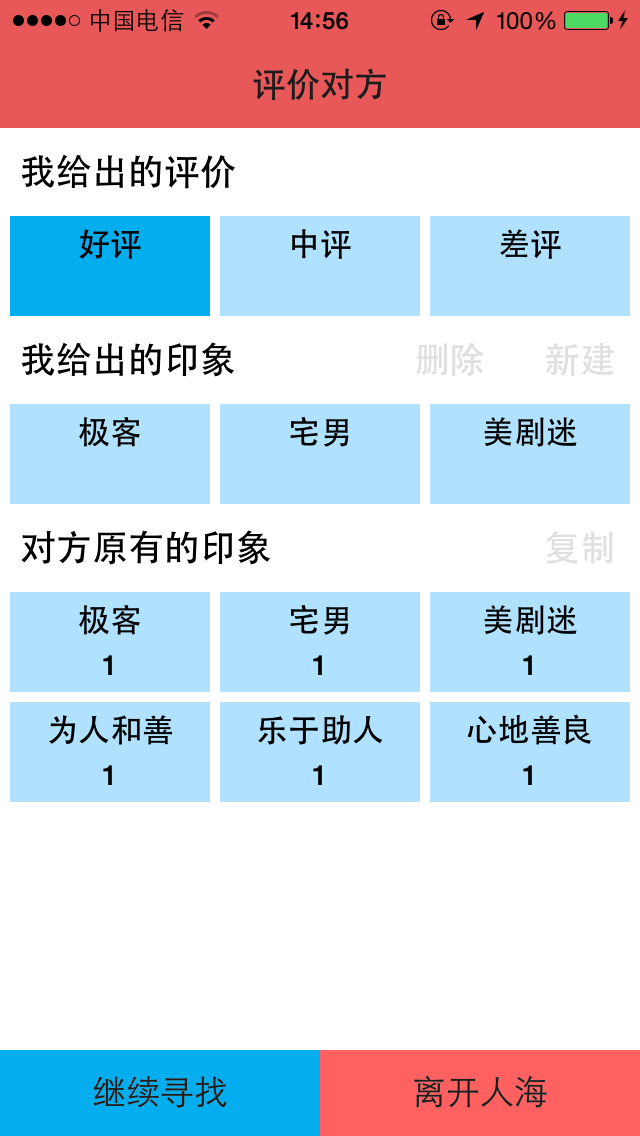 中国电信 14:56 100%
评价对方
我给出的评价
好评 中评 差评
我给出的印象 删除 新建
极客 宅男 美剧迷
对方原有的印象 复制
极客 宅男 美剧迷
1 1 1
为人和善 乐于助人 心地善良
1 1 1
继续寻找 离开人海